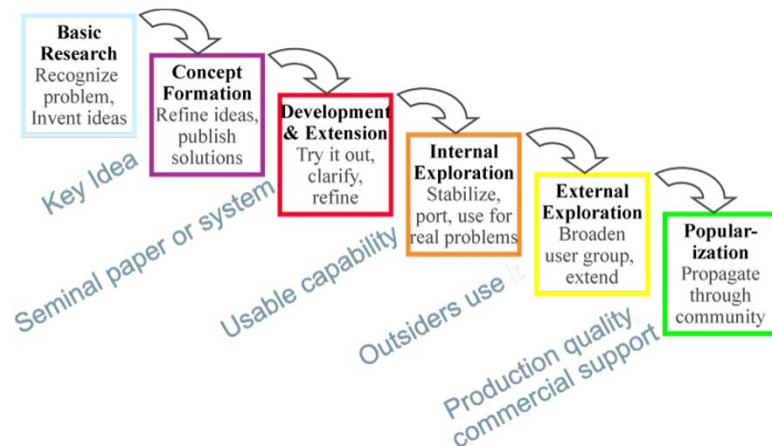 Basic
Research
Recognize
problem,
Invent ideas
Concept
Formation
Refine ideas,
publish
solutions
Development
& Extension
Try it out,
clarify,
refine
Internal
Exploration
Stabilize,
port, use for
real problems
External
Exploration
Broaden
user group,
extend
Popular-
ization
Propagate
through
community
Key Idea
Seminal paper or system
Usable capability
Outsiders use
Production quality
commercial support